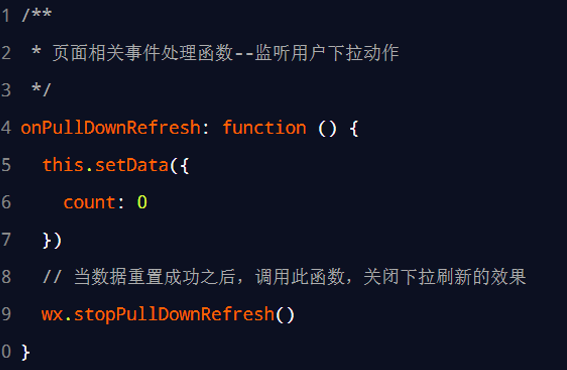 1 /**
2  * 页面相关事件处理函数--监听用户下拉动作
3  */
4 onPullDownRefresh: function () {
5   this.setData({
6     count: 0
7   })
8   // 当数据重置成功之后，调用此函数，关闭下拉刷新的效果
9   wx.stopPullDownRefresh()
0 }